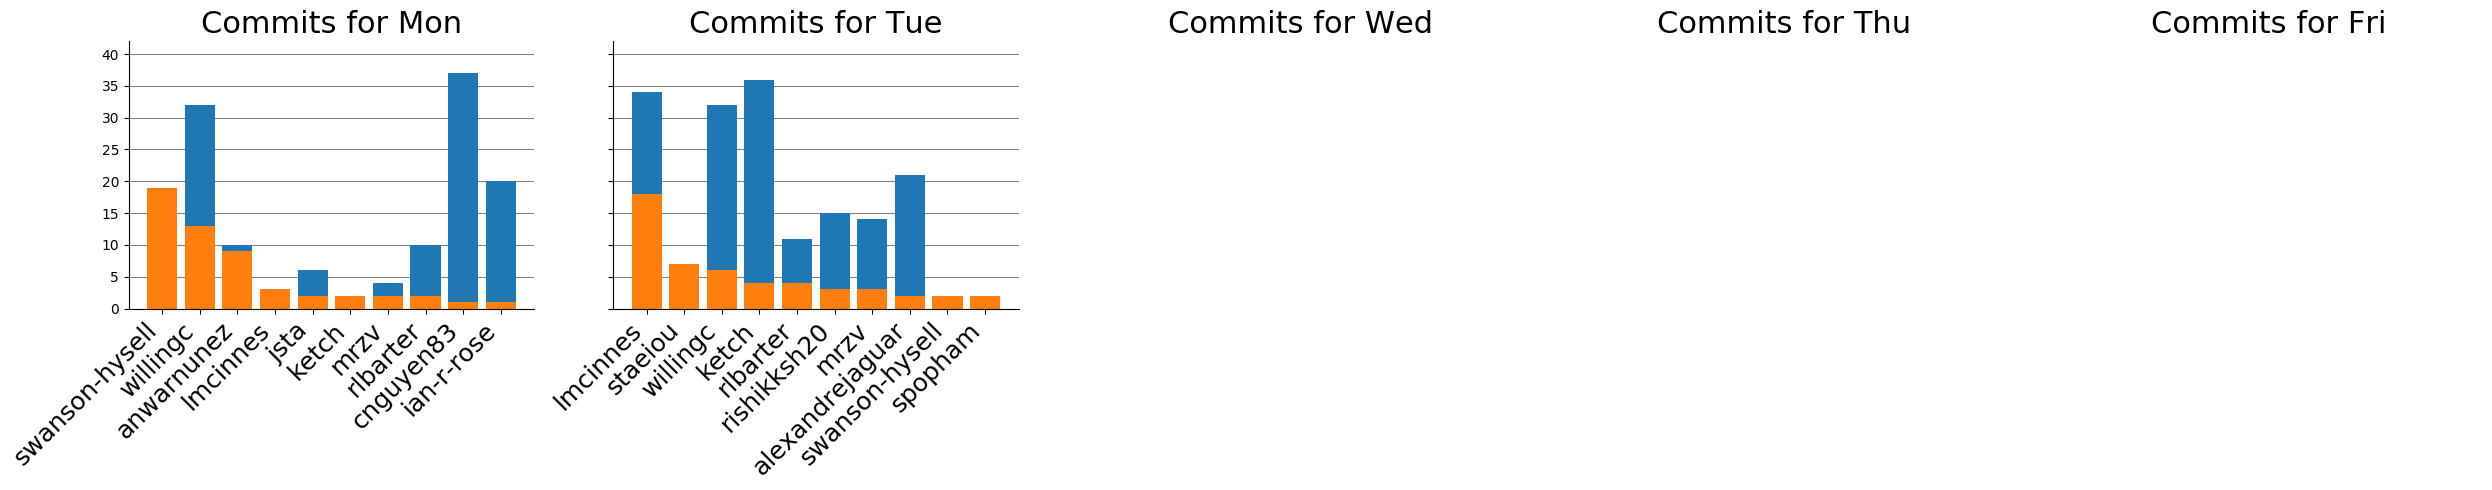 Commits for Mon
Commits for Tue
Commits for Wed
Commits for Thu
Commits for Fri
40
35
30
25
20
15
10
5
0
swanson-hysell
willingc
anwarnunez
lmcinnes
jsta
ketch
mrzv
rlbarter
cnguyen83
ian-r-rose
lmcinnes
staeiou
willingc
ketch
rlbarter
rishikksh20
mrzv
alexandrejaguar
swanson-hysell
spopham